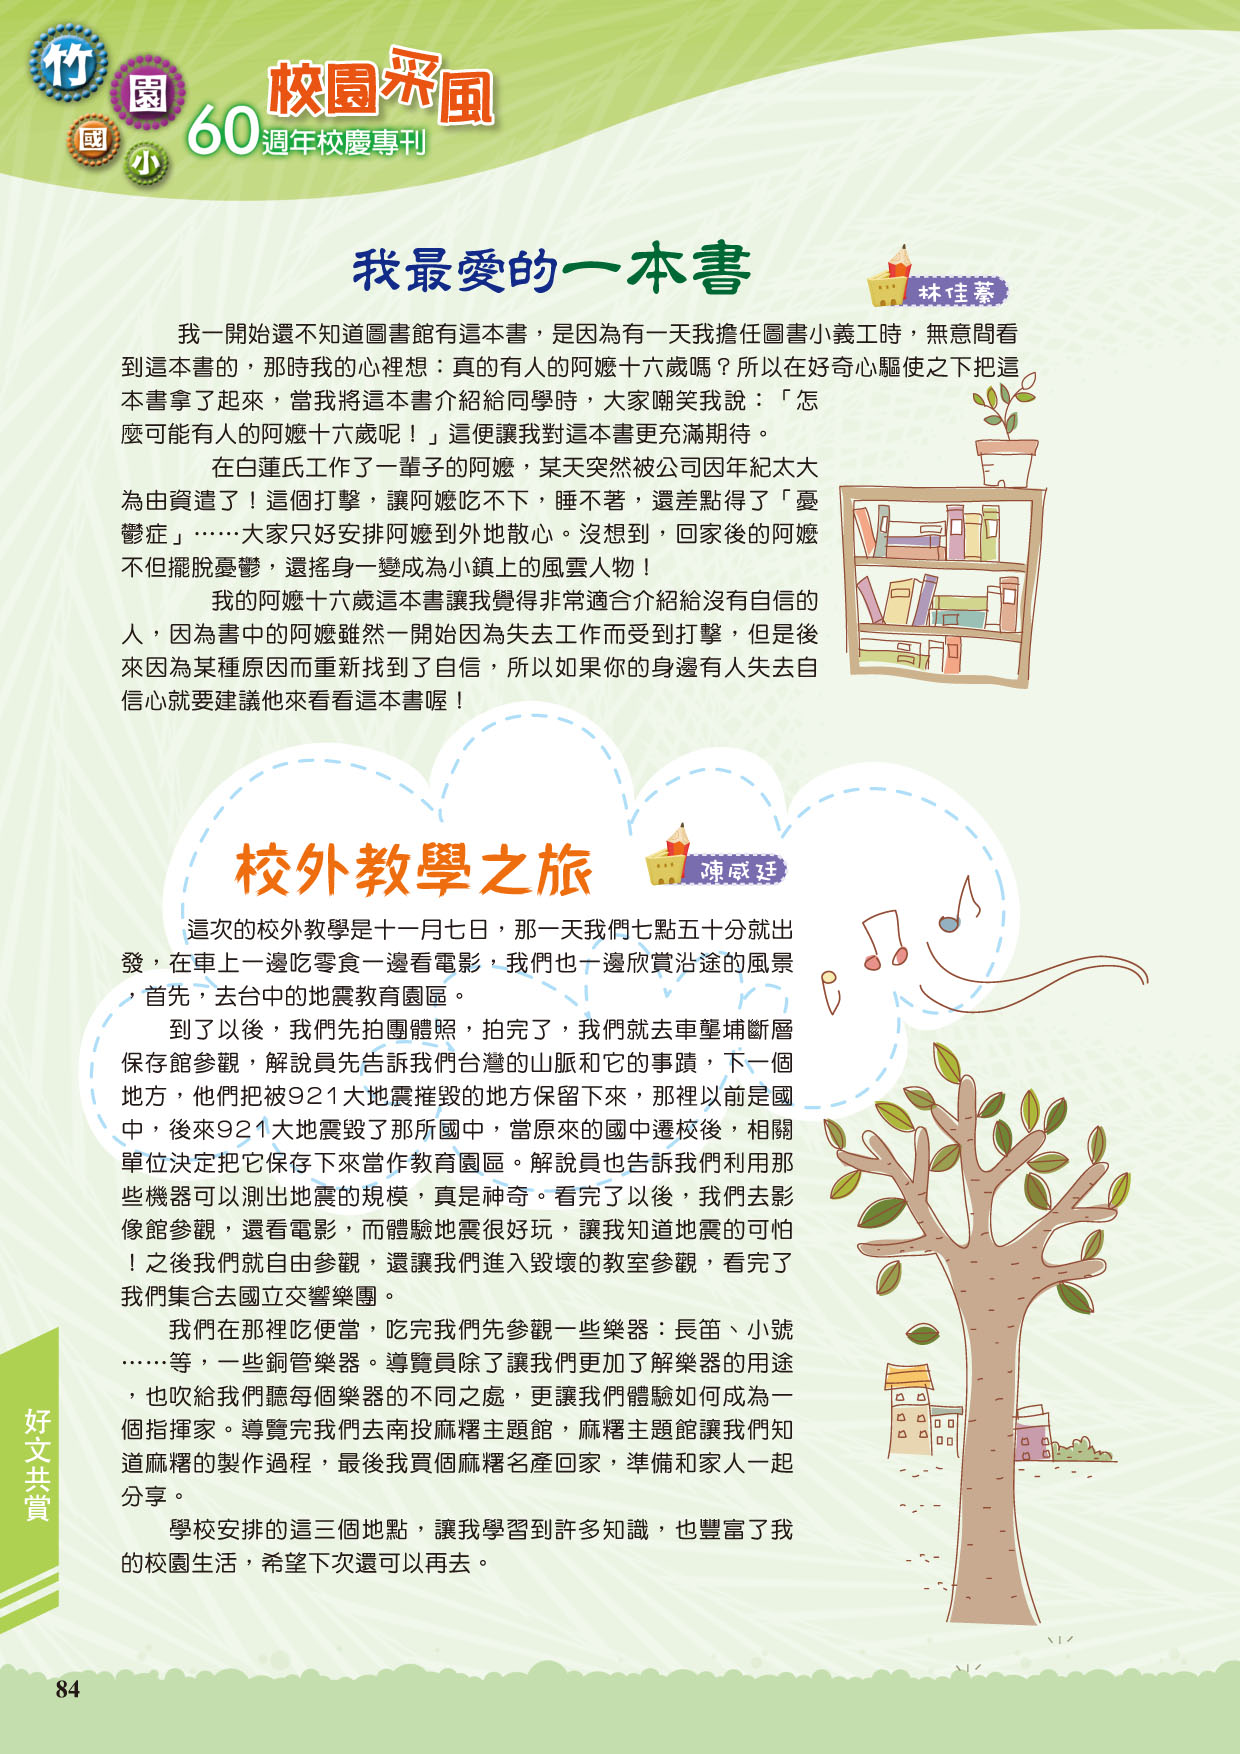 竹園國小
校園采風
60週年校慶專刊
我最愛的一本書
林佳蓁
我一開始還不知道圖書館有這本書，是因為有一天我擔任圖書小義工時，無意間看
到這本書的，那時我的心裡想：真的有人的阿嬤十六歲嗎？所以在好奇心驅使之下把這
本書拿了起來，當我將這本書介紹給同學時，大家嘲笑我說：「怎
麼可能有人的阿嬤十六歲呢！」這便讓我對這本書更充滿期待。
在白蓮氏工作了一輩子的阿嬤，某天突然被公司因年紀太大
為由資遣了！這個打擊，讓阿嬤吃不下，睡不著，還差點得了「憂
鬱症」……大家只好安排阿嬤到外地散心。沒想到，回家後的阿嬤
不但擺脫憂鬱，還搖身一變成為小鎮上的風雲人物！
我的阿嬤十六歲這本書讓我覺得非常適合介紹給沒有自信的
人，因為書中的阿嬤雖然一開始因為失去工作而受到打擊，但是後
來因為某種原因而重新找到了自信，所以如果你的身邊有人失去自
信心就要建議他來看看這本書喔！
校外教學之旅
陳威廷
這次的校外教學是十一月七日，那一天我們七點五十分就出
發，在車上一邊吃零食一邊看電影，我們也一邊欣賞沿途的風景
，首先，去台中的地震教育園區。
到了以後，我們先拍團體照，拍完了，我們就去車籠埔斷層
保存館參觀，解說員先告訴我們台灣的山脈和它的事蹟，下一個
地方，他們把被921大地震摧毀的地方保留下來，那裡以前是國
中，後來921大地震毀了那所國中，當原來的國中遷校後，相關
單位決定把它保存下來當作教育園區。解說員也告訴我們利用那
些機器可以測出地震的規模，真是神奇。看完了以後，我們去影
像館參觀，還看電影，而體驗地震很好玩，讓我知道地震的可怕
！之後我們就自由參觀，還讓我們進入毀壞的教室參觀，看完了
我們集合去國立交響樂團。
我們在那裡吃便當，吃完我們先參觀一些樂器：長笛、小號
……等，一些銅管樂器。導覽員除了讓我們更加了解樂器的用途
，也吹給我們聽每個樂器的不同之處，更讓我們體驗如何成為一
個指揮家。導覽完我們去南投麻糬主題館，麻糬主題館讓我們知
道麻糬的製作過程，最後我買個麻糬名產回家，準備和家人一起
分享。
學校安排的這三個地點，讓我學習到許多知識，也豐富了我
的校園生活，希望下次還可以再去。
好文共賞
84